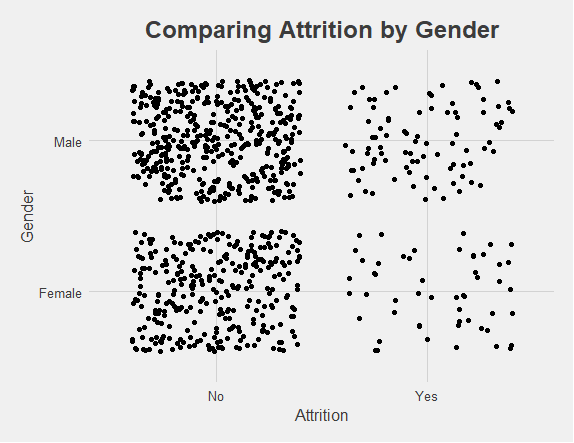 Comparing Attrition by Gender
Male
Gender
Female
No
Yes
Attrition